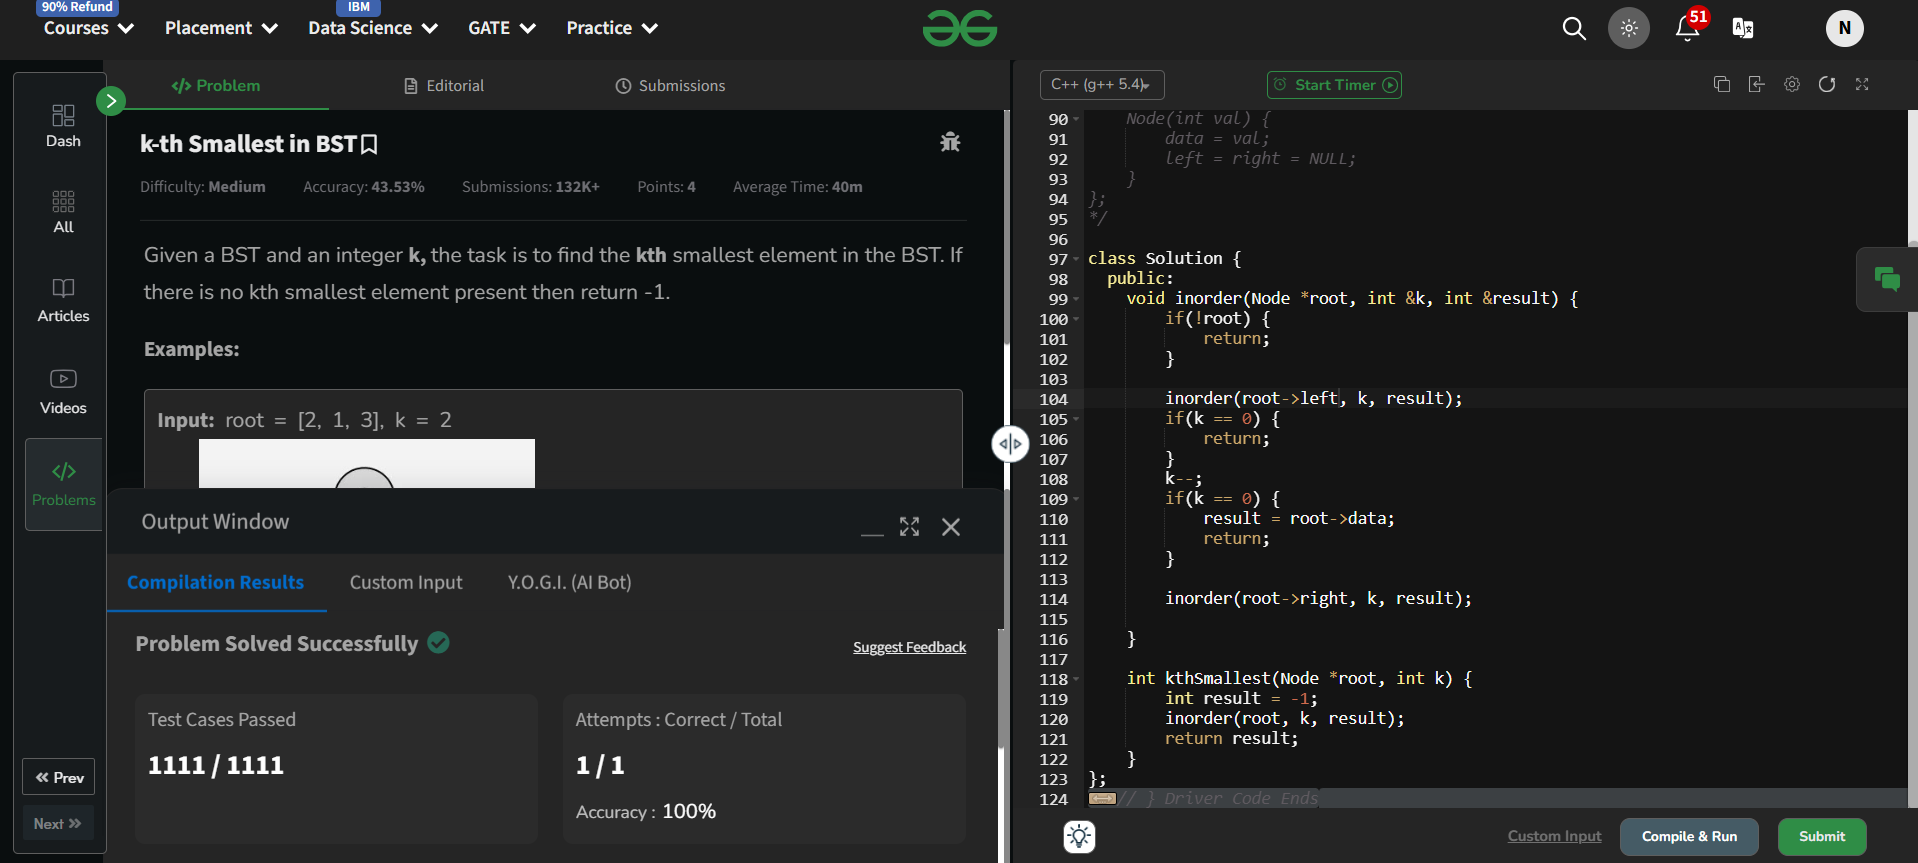 90% Refund
IBM
Courses
Placement
Data Science
GATE
Practice
51
N
Dash
All
Articles
Videos
Problems
Prev
Next
Problem
Editorial
Submissions
k-th Smallest in BST
Difficulty: Medium
Accuracy: 43.53%
Submissions: 132K+
Points: 4
Average Time: 40m
Given a BST and an integer k, the task is to find the kth smallest element in the BST. If
there is no kth smallest element present then return -1.
Examples:
Input: root = [2, 1, 3], k = 2
Output Window
Compilation Results
Custom Input
Y.O.G.I. (AI Bot)
Problem Solved Successfully
Suggest Feedback
Test Cases Passed
1111 / 1111
Attempts : Correct / Total
1 / 1
Accuracy : 100%
C++ (g++ 5.4)
Start Timer
90 Node(int val) {
91 data = val;
92 left = right = NULL;
93 }
94 };
95 */
96
97 class Solution {
98 public:
99 void inorder(Node *root, int &k, int &result) {
100 if(!root) {
101 return;
102 }
103
104 inorder(root->left, k, result);
105 if(k == 0) {
106 return;
107 }
108 k--;
109 if(k == 0) {
110 result = root->data;
111 return;
112 }
113
114 inorder(root->right, k, result);
115
116 }
117
118 int kthSmallest(Node *root, int k) {
119 int result = -1;
120 inorder(root, k, result);
121 return result;
122 }
123 };
124 // } Driver Code Ends
Custom Input
Compile & Run
Submit